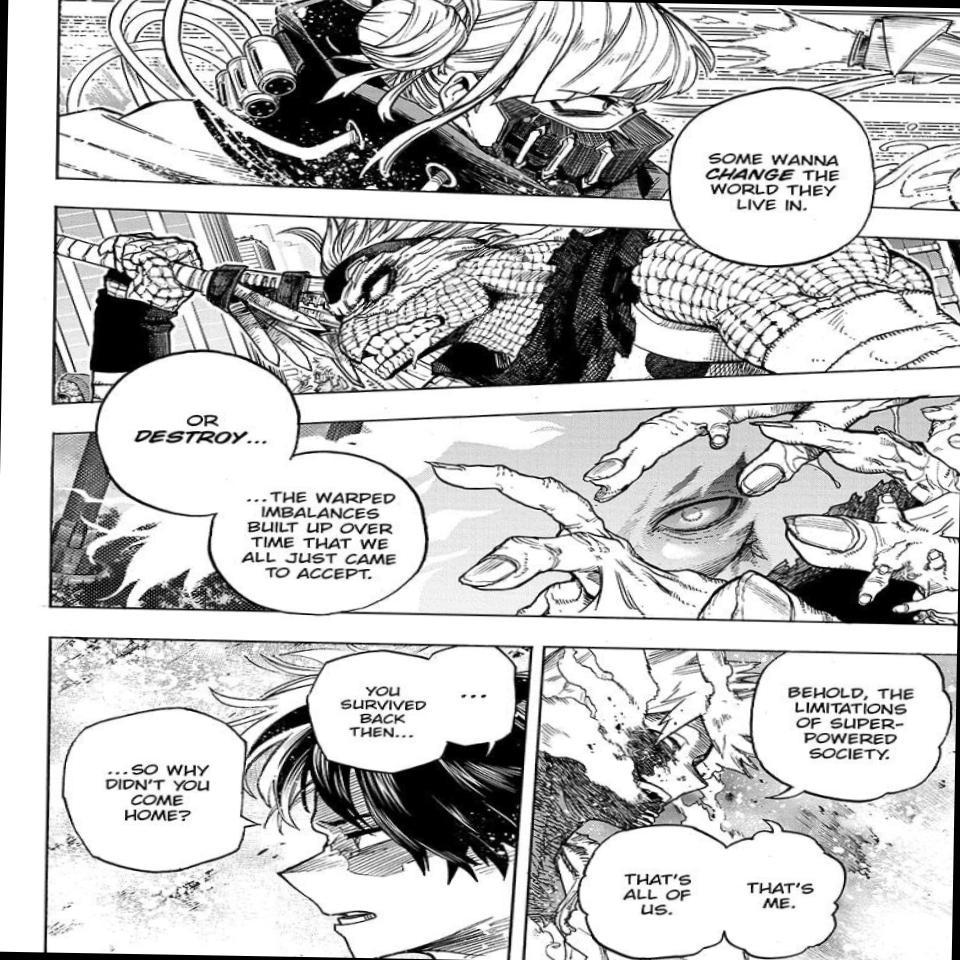 SOME WANNA
CHANGE THE
WORLD THEY
LIVE IN.
OR
DESTROY...
...THE WARPED
IMBALANCES
BUILT UP OVER
TIME THAT WE
ALL JUST CAME
TO ACCEPT.
BEHOLD, THE
LIMITATIONS
OF SUPER-
POWERED
SOCIETY.
THAT'S
ME.
THAT'S
ALL OF
US.
...
YOU
SURVIVED
BACK
THEN...
...SO WHY
DIDN'T YOU
COME
HOME?